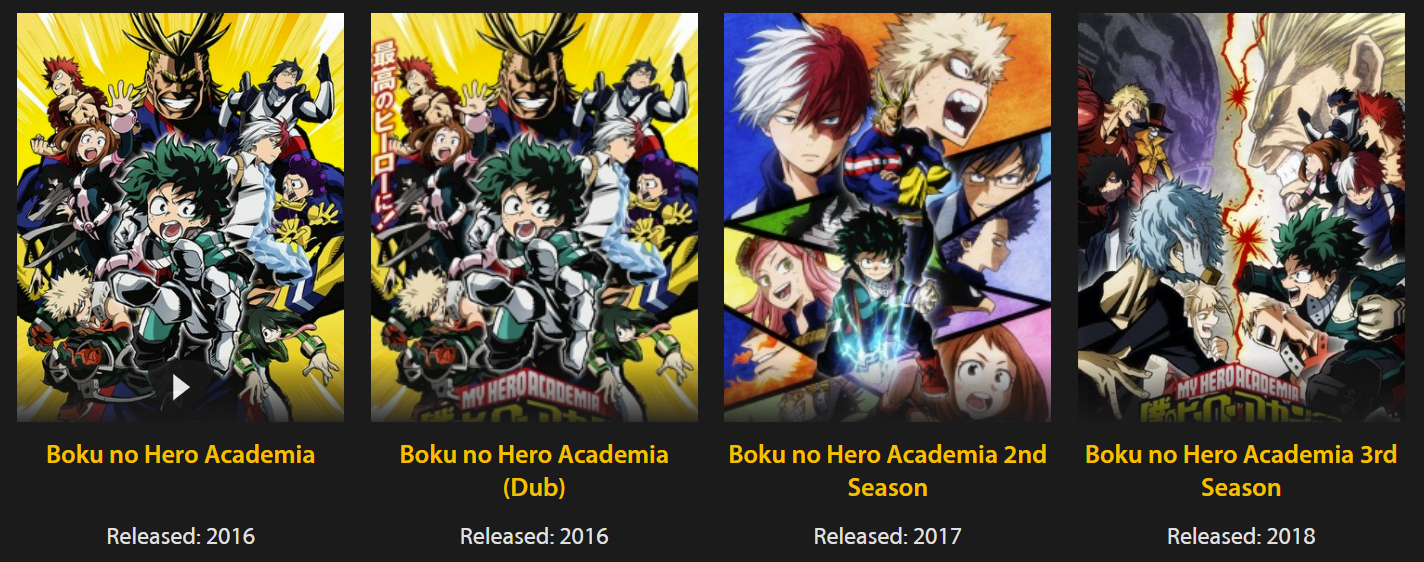 Boku no Hero Academia
Released: 2016
最高のヒーローに!
MY HERO ACADEMIA
Boku no Hero Academia
(Dub)
Released: 2016
Boku no Hero Academia 2nd
Season
Released: 2017
MY HERO ACADEMIA
Boku no Hero Academia 3rd
Season
Released: 2018